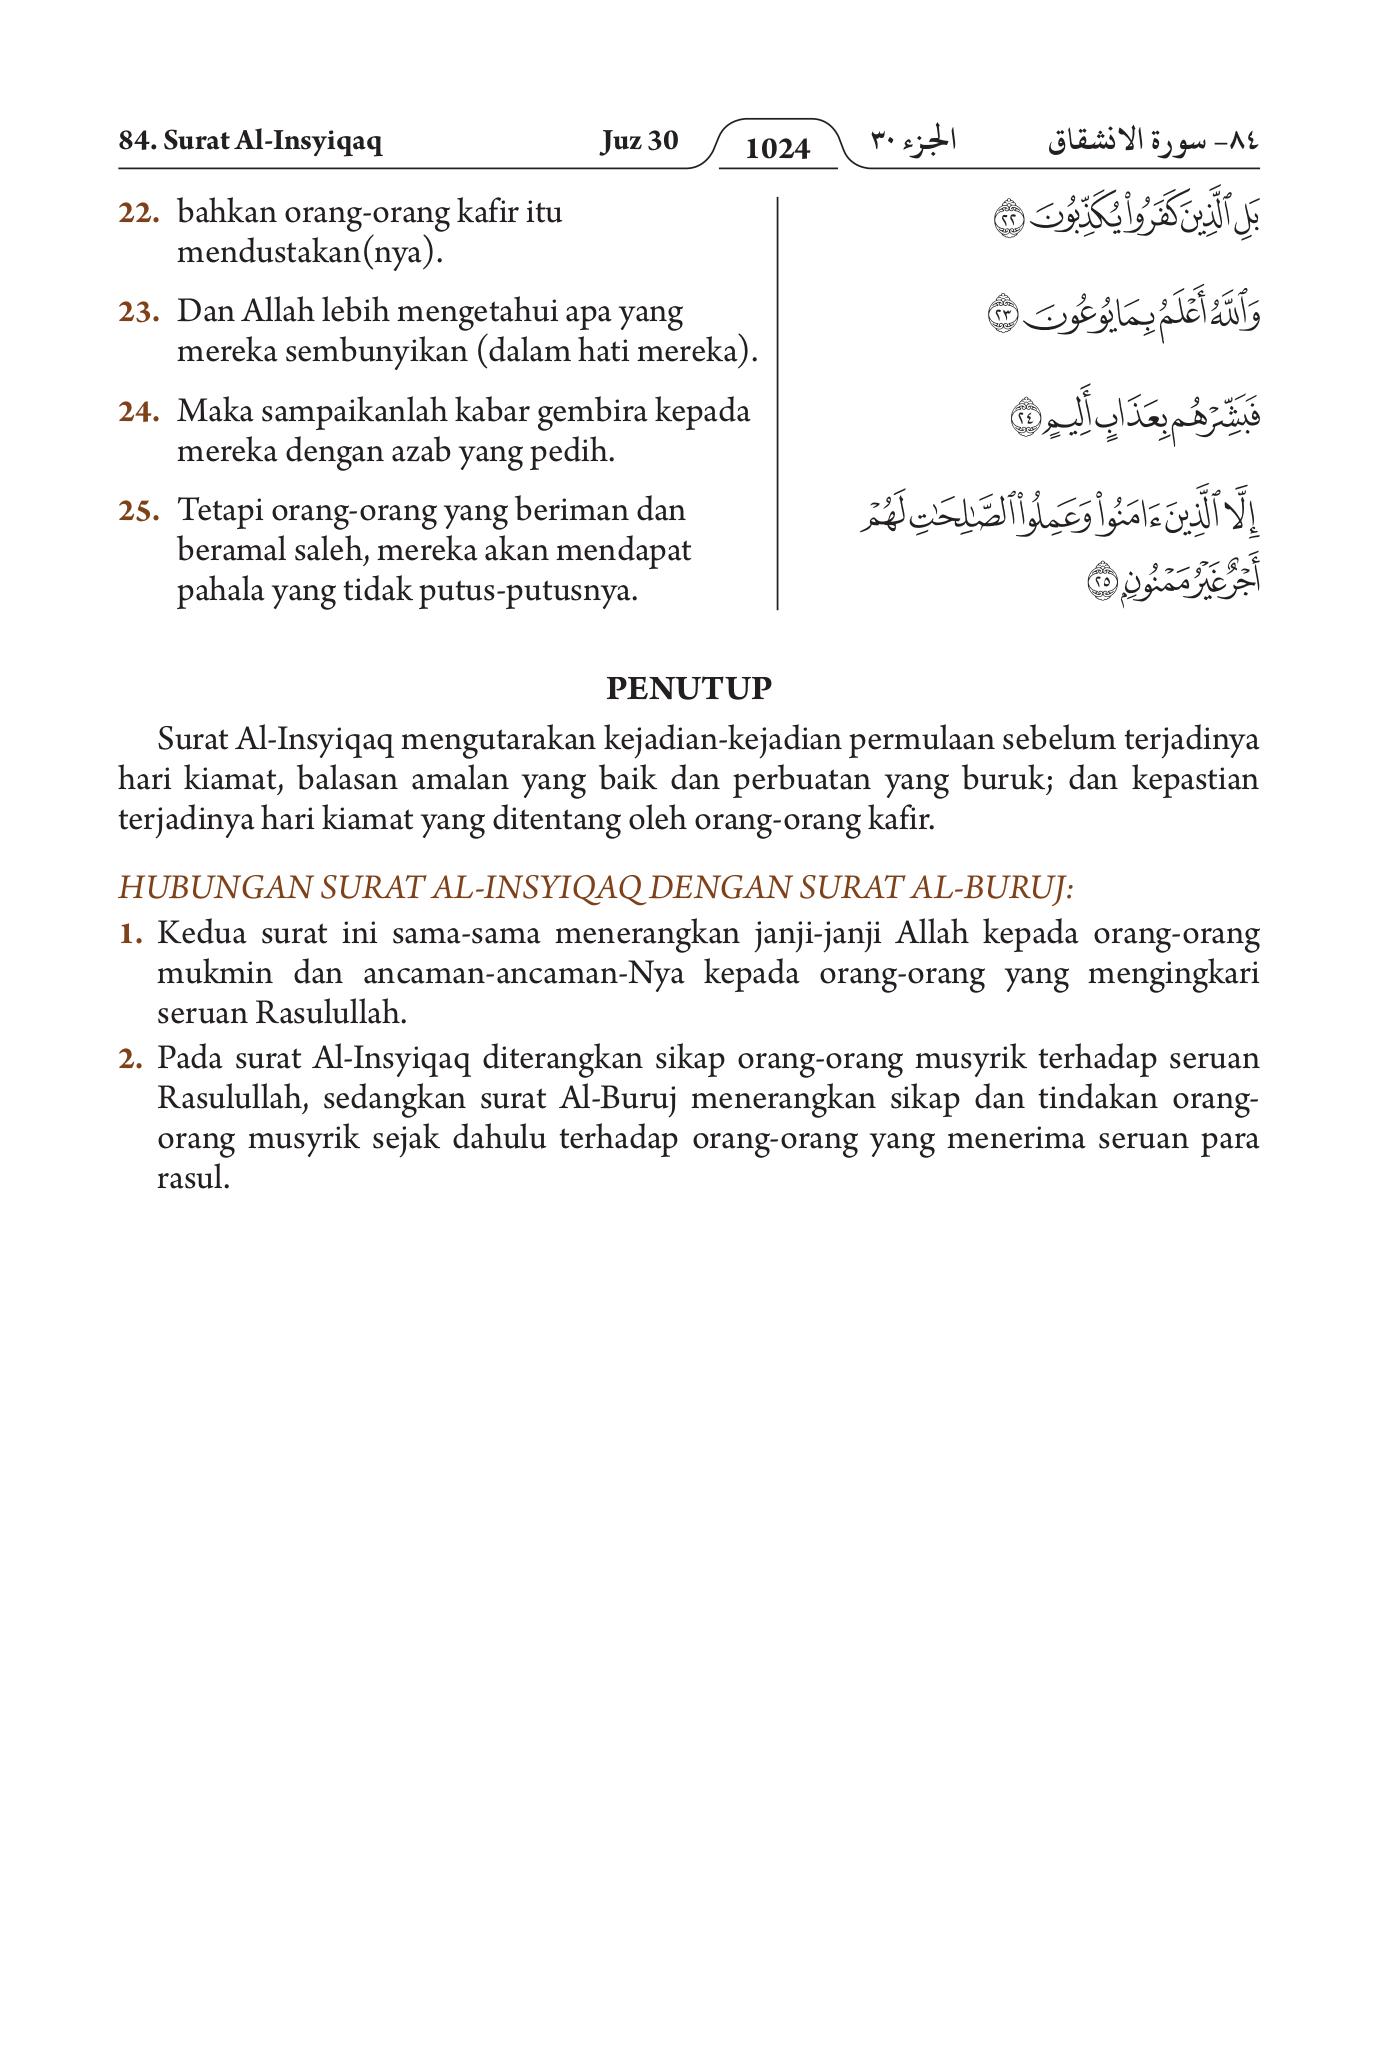 84. Surat Al-Insyiqaq Juz 30 1024 الجزء ٣٠ ٨٤- سورة الانشقاق
22. bahkan orang-orang kafir itu
mendustakan(nya).
بَلِ ٱلَّذِينَ كَفَرُوا۟ يُكَذِّبُونَ ٢٢
23. Dan Allah lebih mengetahui apa yang
mereka sembunyikan (dalam hati mereka).
وَٱللَّهُ أَعْلَمُ بِمَا يُوعُونَ ٢٣
24. Maka sampaikanlah kabar gembira kepada
mereka dengan azab yang pedih.
فَبَشِّرْهُم بِعَذَابٍ أَلِيمٍ ٢٤
25. Tetapi orang-orang yang beriman dan
beramal saleh, mereka akan mendapat
pahala yang tidak putus-putusnya.
إِلَّا ٱلَّذِينَ ءَامَنُوا۟ وَعَمِلُوا۟ ٱلصَّـٰلِحَـٰتِ لَهُمْ
أَجْرٌ غَيْرُ مَمْنُونٍۭ ٢٥
PENUTUP
Surat Al-Insyiqaq mengutarakan kejadian-kejadian permulaan sebelum terjadinya
hari kiamat, balasan amalan yang baik dan perbuatan yang buruk; dan kepastian
terjadinya hari kiamat yang ditentang oleh orang-orang kafir.
HUBUNGAN SURAT AL-INSYIQAQ DENGAN SURAT AL-BURUJ:
1. Kedua surat ini sama-sama menerangkan janji-janji Allah kepada orang-orang
mukmin dan ancaman-ancaman-Nya kepada orang-orang yang mengingkari
seruan Rasulullah.
2. Pada surat Al-Insyiqaq diterangkan sikap orang-orang musyrik terhadap seruan
Rasulullah, sedangkan surat Al-Buruj menerangkan sikap dan tindakan orang-
orang musyrik sejak dahulu terhadap orang-orang yang menerima seruan para
rasul.